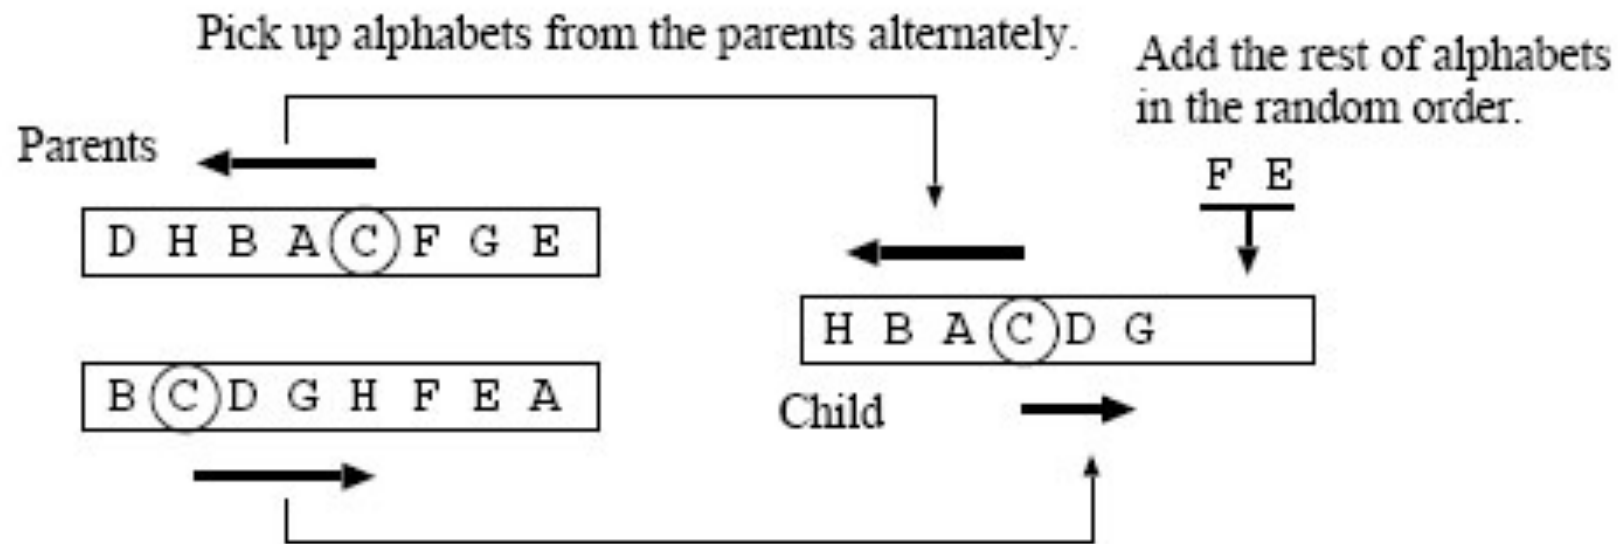 Pick up alphabets from the parents alternately.
Add the rest of alphabets
in the random order.
Parents
F E
D H B A C F G E
H B A C D G
B C D G H F E A
Child